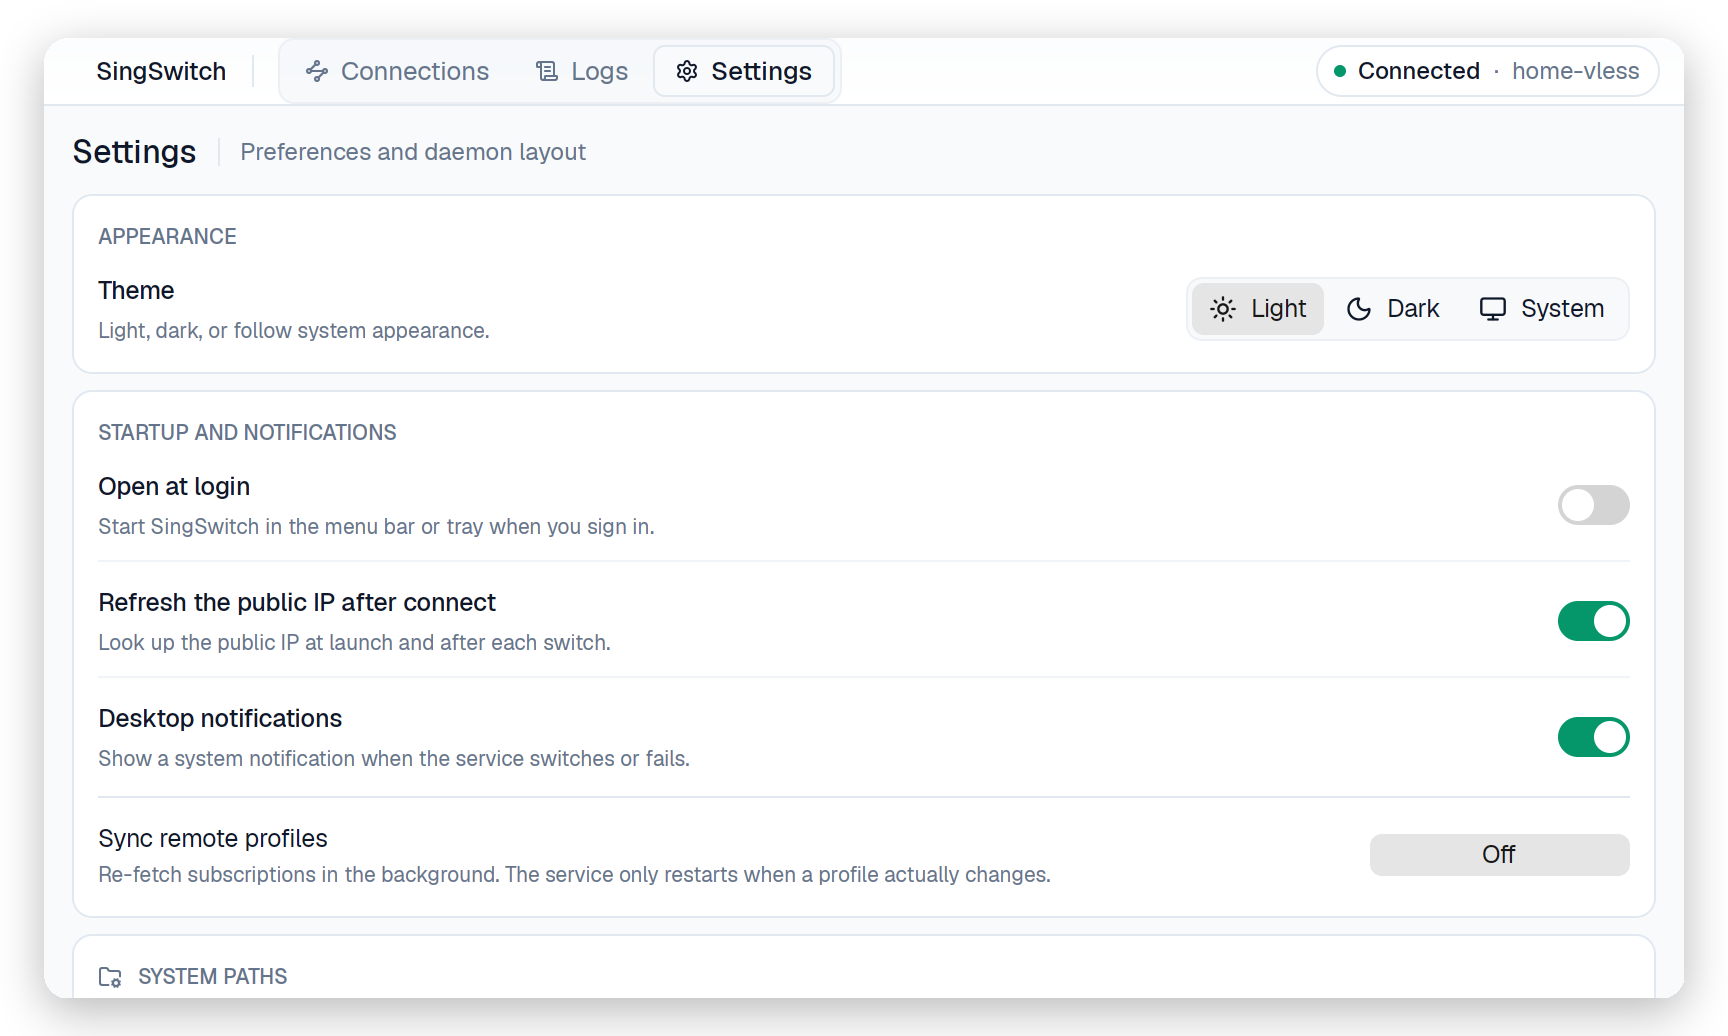 SingSwitch
Connections
Logs
Settings
Connected · home-vless
Settings
Preferences and daemon layout
APPEARANCE
Theme
Light, dark, or follow system appearance.
Light
Dark
System
STARTUP AND NOTIFICATIONS
Open at login
Start SingSwitch in the menu bar or tray when you sign in.
Refresh the public IP after connect
Look up the public IP at launch and after each switch.
Desktop notifications
Show a system notification when the service switches or fails.
Sync remote profiles
Re-fetch subscriptions in the background. The service only restarts when a profile actually changes.
Off
SYSTEM PATHS